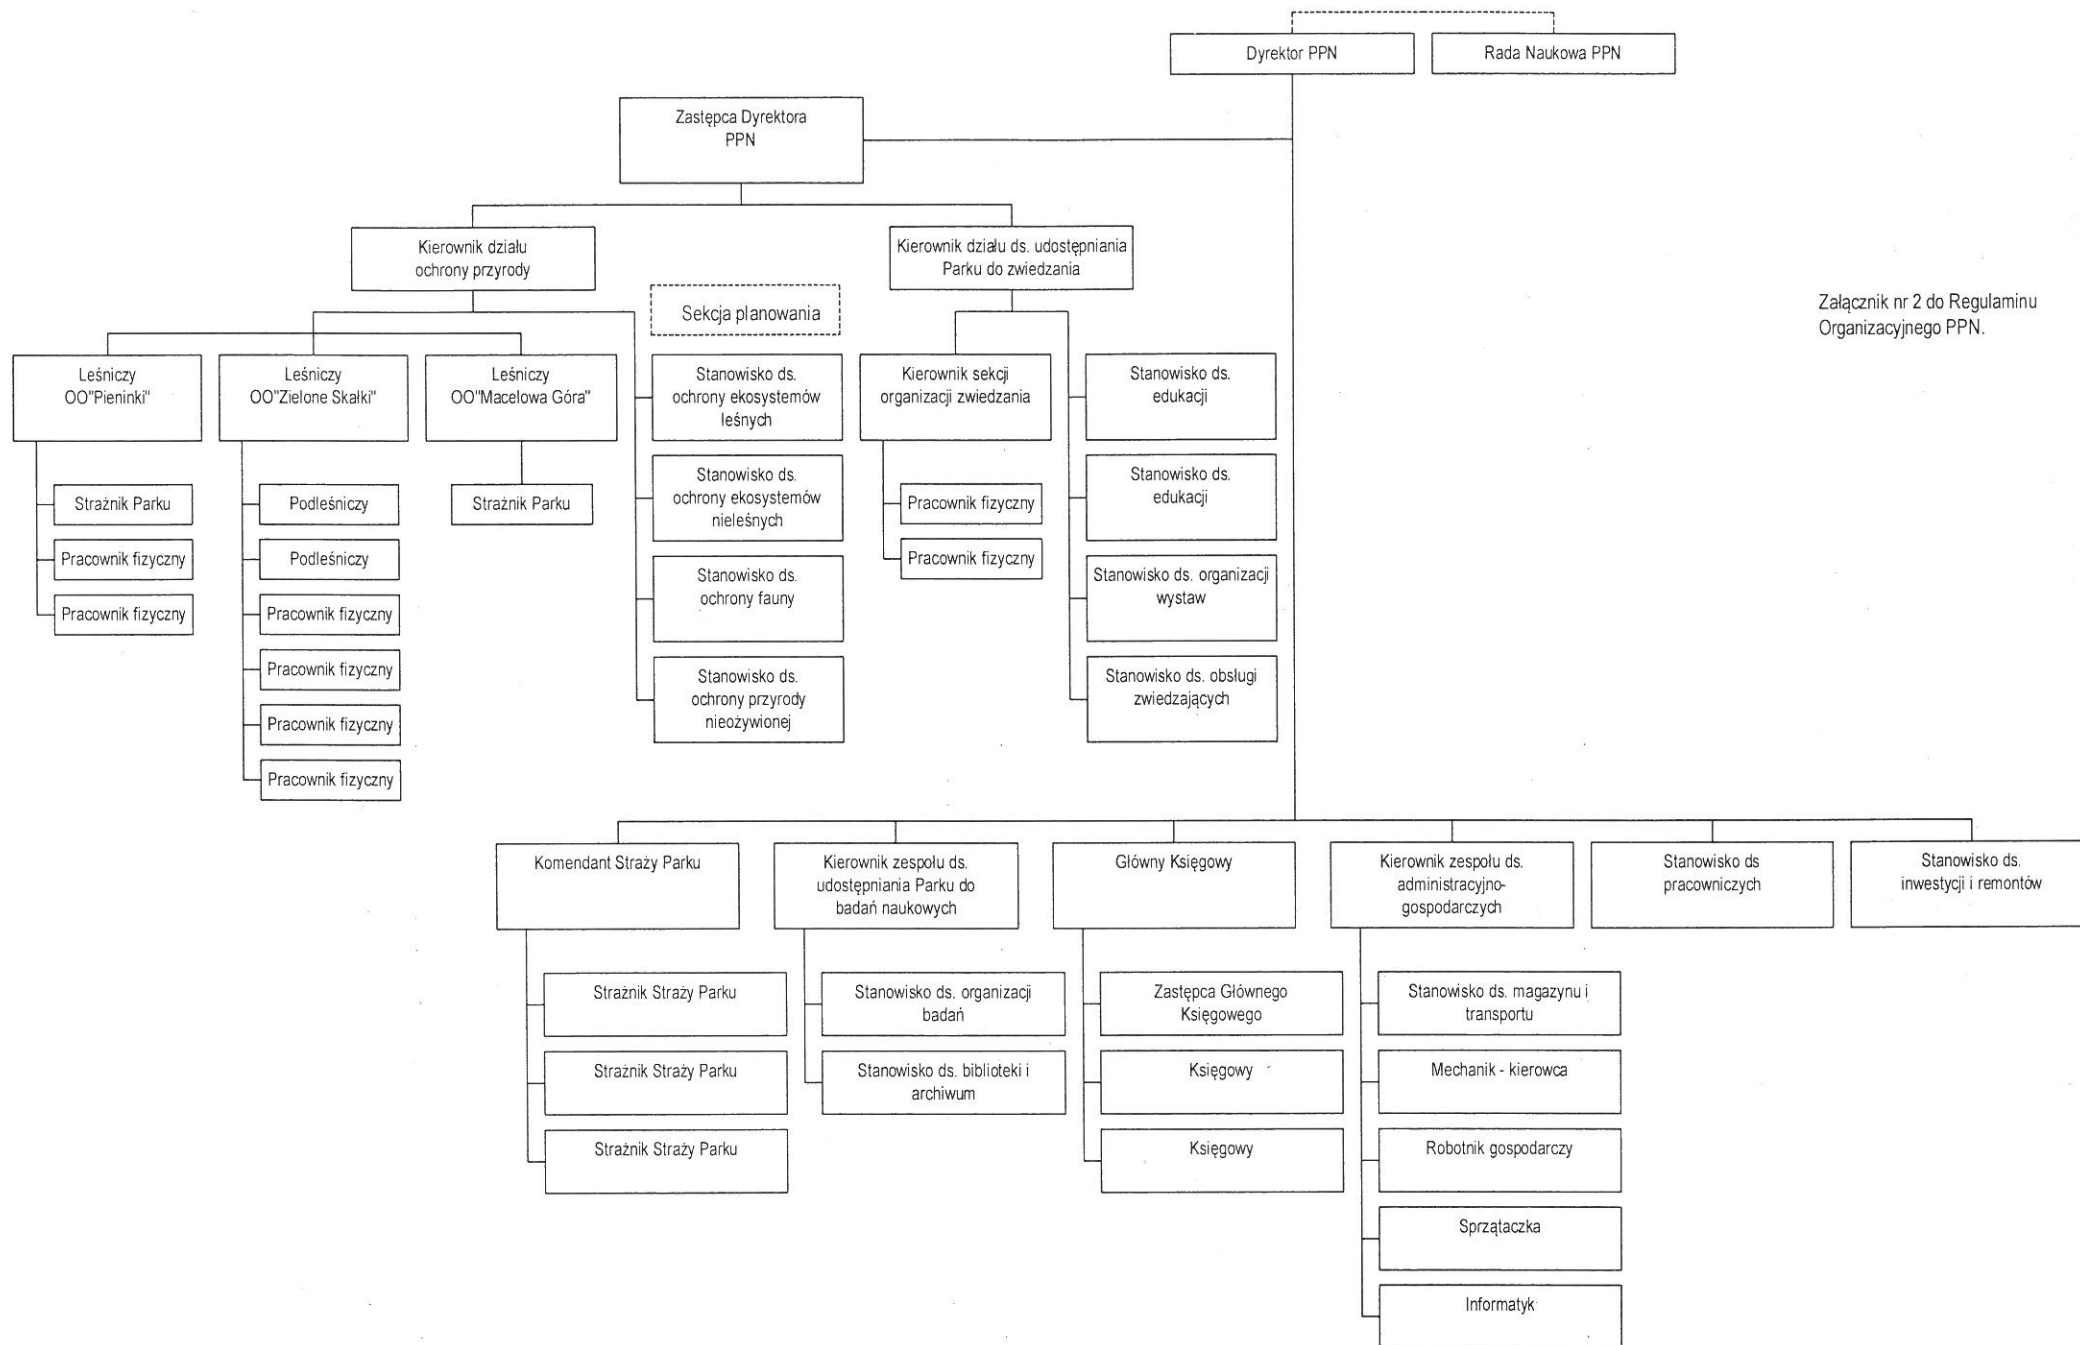 Dyrektor PPN
Rada Naukowa PPN
Zastępca Dyrektora
PPN
Kierownik działu
ochrony przyrody
Kierownik działu ds. udostępniania
Parku do zwiedzania
Sekcja planowania
Załącznik nr 2 do Regulaminu
Organizacyjnego PPN.
Leśniczy
OO"Pieninki"
Leśniczy
OO"Zielone Skałki"
Leśniczy
OO"Macelowa Góra"
Stanowisko ds.
ochrony ekosystemów
leśnych
Kierownik sekcji
organizacji zwiedzania
Stanowisko ds.
edukacji
Strażnik Parku
Pracownik fizyczny
Pracownik fizyczny
Podleśniczy
Podleśniczy
Pracownik fizyczny
Pracownik fizyczny
Pracownik fizyczny
Pracownik fizyczny
Strażnik Parku
Stanowisko ds.
ochrony ekosystemów
nieleśnych
Stanowisko ds.
ochrony fauny
Stanowisko ds.
ochrony przyrody
nieożywionej
Pracownik fizyczny
Pracownik fizyczny
Stanowisko ds.
edukacji
Stanowisko ds. organizacji
wystaw
Stanowisko ds. obsługi
zwiedzających
Komendant Straży Parku
Kierownik zespołu ds.
udostępniania Parku do
badań naukowych
Główny Księgowy
Kierownik zespołu ds.
administracyjno-
gospodarczych
Stanowisko ds
pracowniczych
Stanowisko ds.
inwestycji i remontów
Strażnik Straży Parku
Strażnik Straży Parku
Strażnik Straży Parku
Stanowisko ds. organizacji
badań
Stanowisko ds. biblioteki i
archiwum
Zastępca Głównego
Księgowego
Księgowy
Księgowy
Stanowisko ds. magazynu i
transportu
Mechanik - kierowca
Robotnik gospodarczy
Sprzątaczka
Informatyk